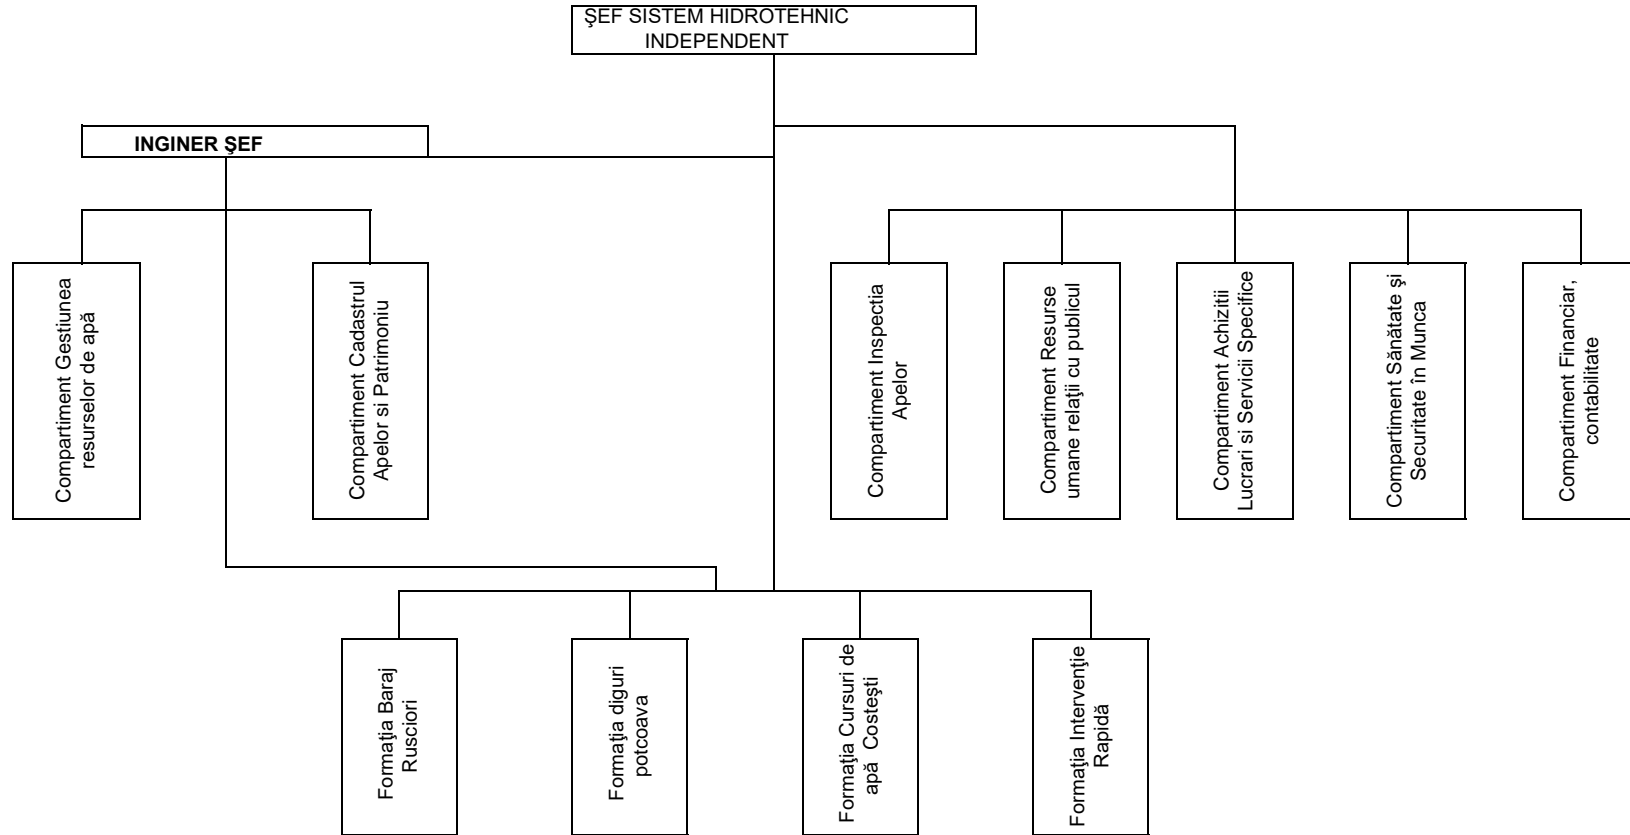 ŞEF SISTEM HIDROTEHNIC
INDEPENDENT
INGINER ŞEF
Compartiment Gestiunea
resurselor de apă
Compartiment Cadastrul
Apelor si Patrimoniu
Compartiment Inspectia
Apelor
Compartiment Resurse
umane relaţii cu publicul
Compartiment Achizitii
Lucrari si Servicii Specifice
Compartiment Sănătate şi
Securitate în Munca
Compartiment Financiar,
contabilitate
Formaţia Baraj
Rusciori
Formaţia diguri
potcoava
Formaţia Cursuri de
apă Costeşti
Formaţia Intervenţie
Rapidă